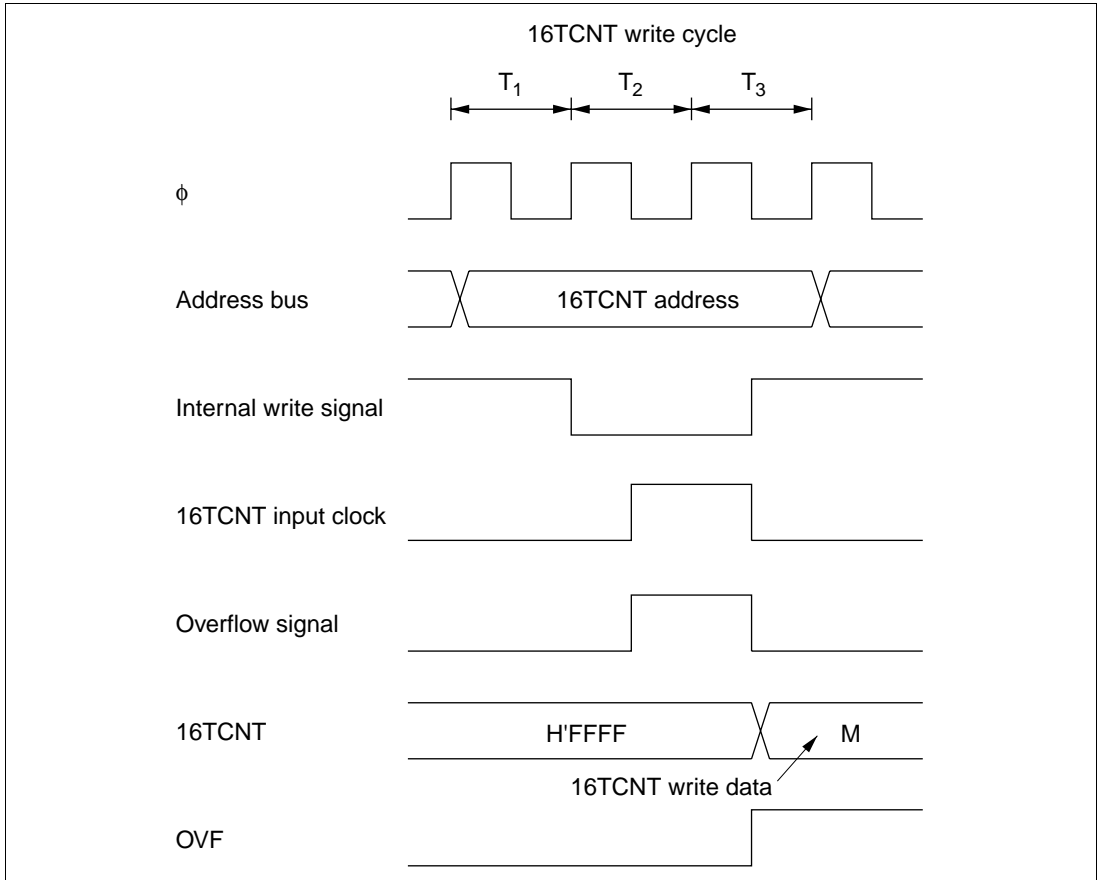 16TCNT write cycle
T1 T2 T3
ϕ
Address bus
16TCNT address
Internal write signal
16TCNT input clock
Overflow signal
16TCNT
H'FFFF
M
16TCNT write data
OVF